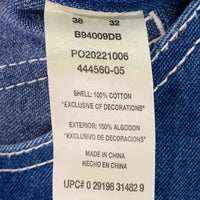 36 32
B94009DB
PO20221006
444560-05
SHELL: 100% COTTON
*EXCLUSIVE OF DECORATIONS*
EXTERIOR: 100% ALGODON
*EXCLUSIVO DE DECORACIONES*
MADE IN CHINA
HECHO EN CHINA
UPC# 0 29198 31482 9